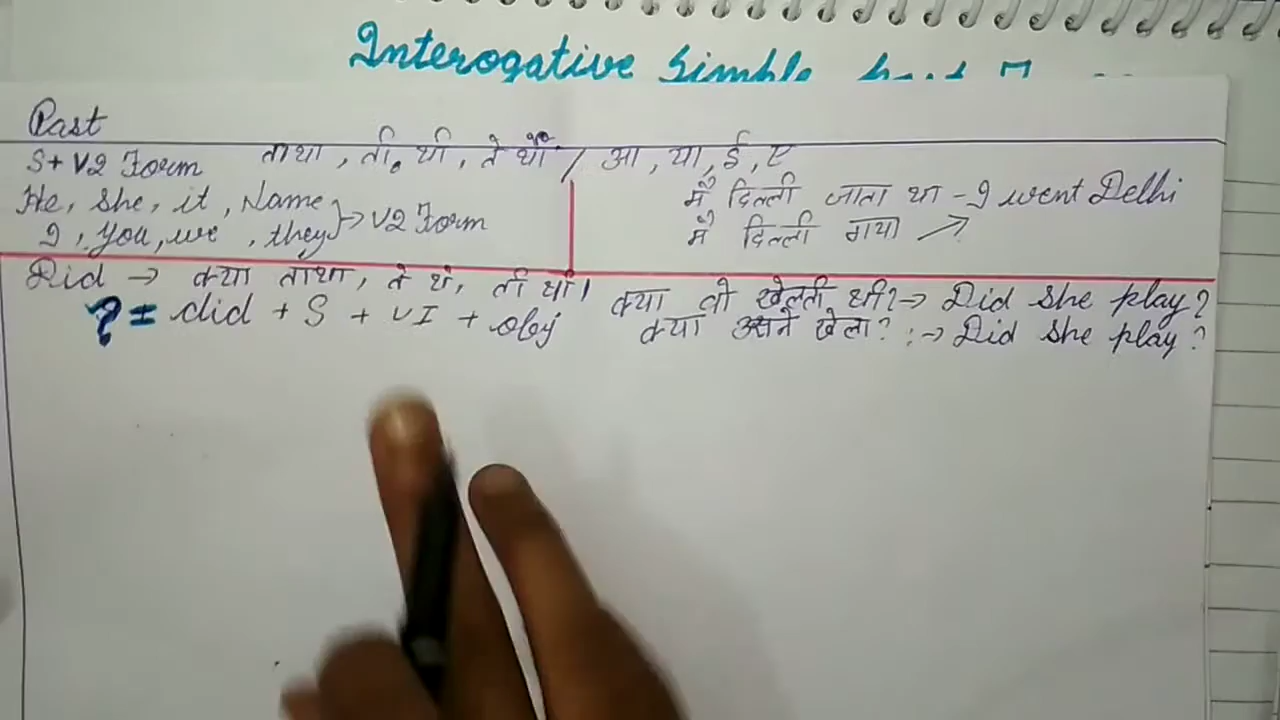 Interogative Simple
Past
S+ V2 Form ताथा, ती थी, ते थे / आ, या, ई, ए
He, She, it, Name } → V2 Form
I, You, we, they
मैं दिल्ली जाता था - I went Delhi
मैं दिल्ली गया ↗
Did → क्या ताथा, ते थे, ती थी।
? = did + S + VI + obj
क्या वो खेलती थी? → Did She play?
क्या उसने खेला? :→ Did She play?